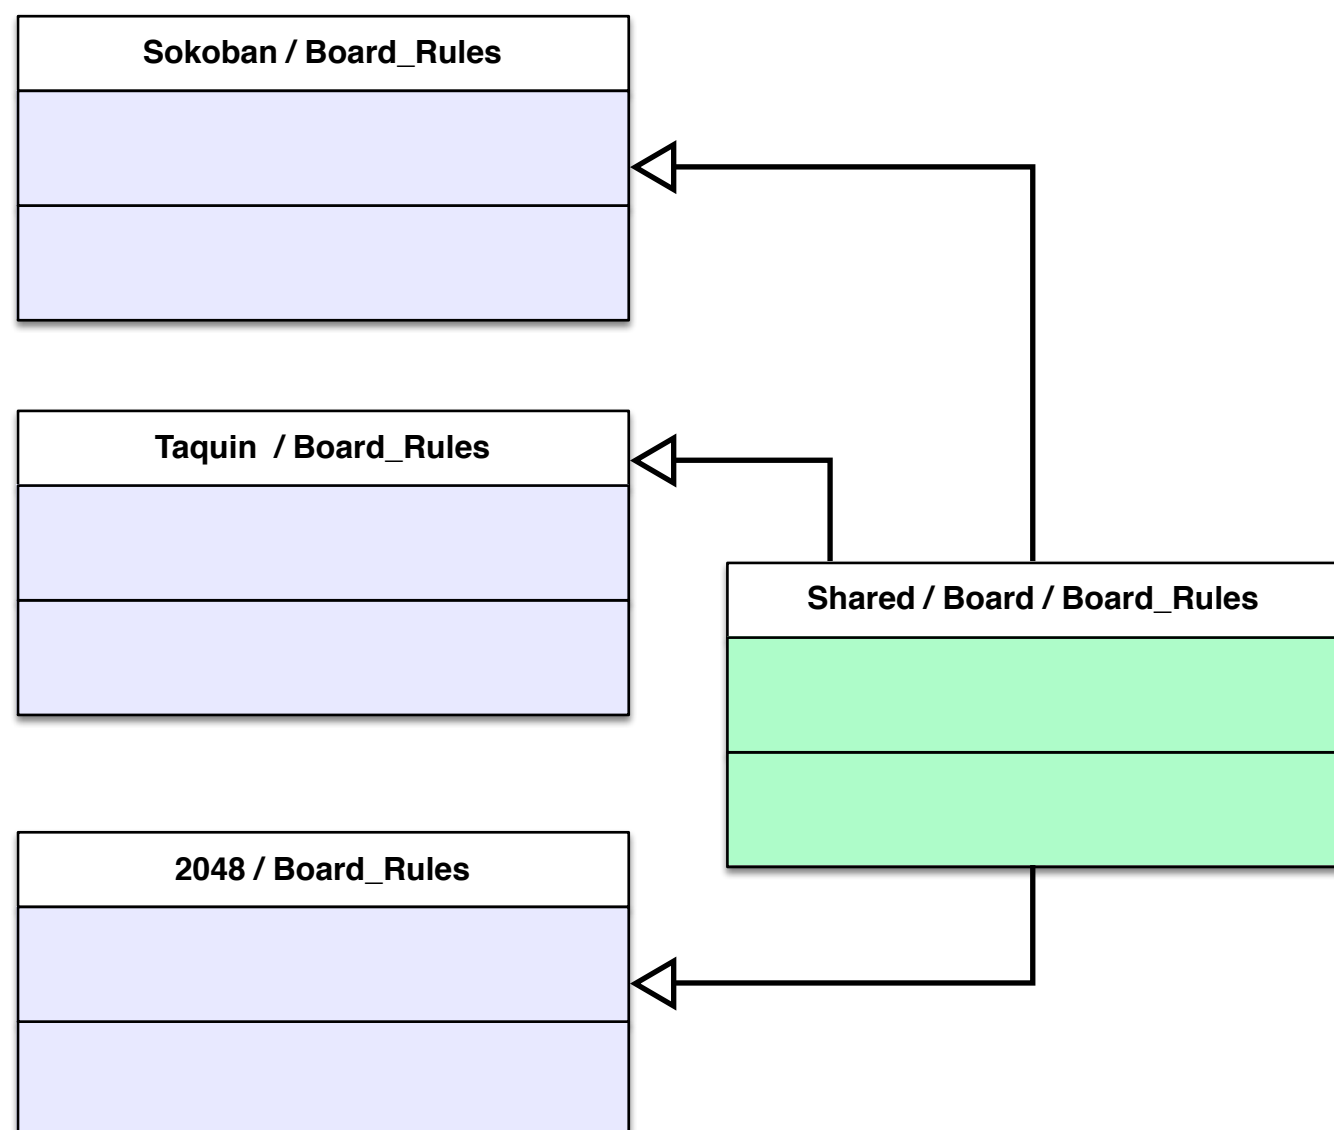 Sokoban / Board_Rules
Taquin / Board_Rules
Shared / Board / Board_Rules
2048 / Board_Rules